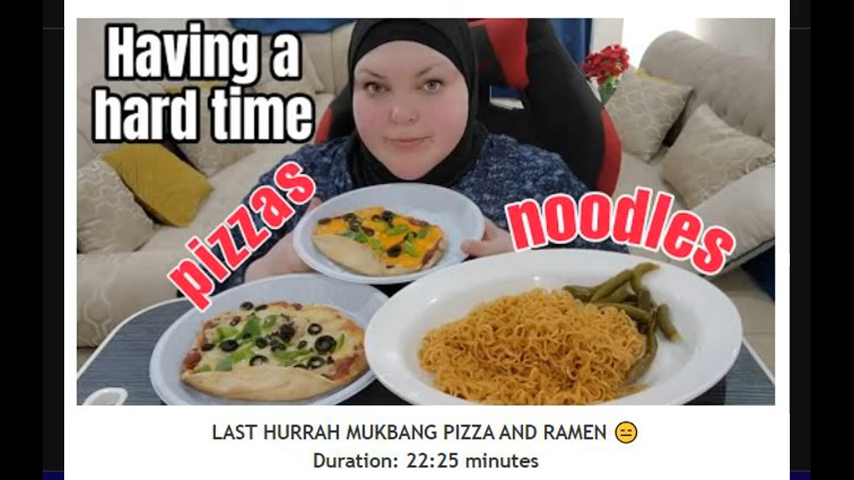 Having a
hard time
pizzas
noodles
LAST HURRAH MUKBANG PIZZA AND RAMEN 😑
Duration: 22:25 minutes